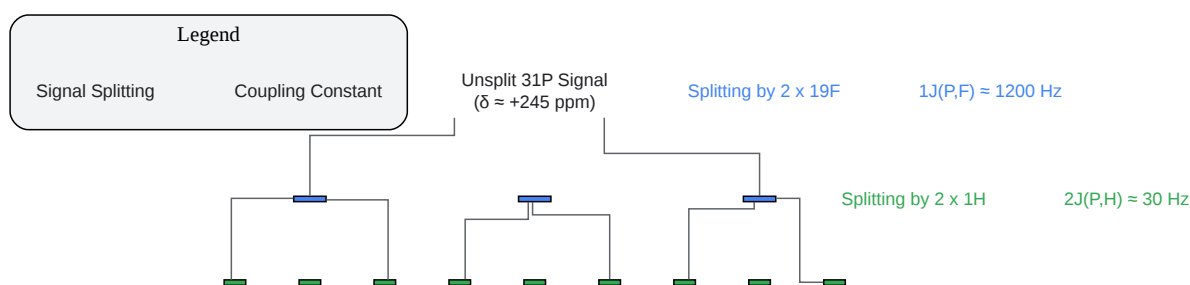 Legend
Signal Splitting
Coupling Constant
Unsplit 31P Signal
(δ ≈ +245 ppm)
Splitting by 2 x 19F
1J(P,F) ≈ 1200 Hz
Splitting by 2 x 1H
2J(P,H) ≈ 30 Hz